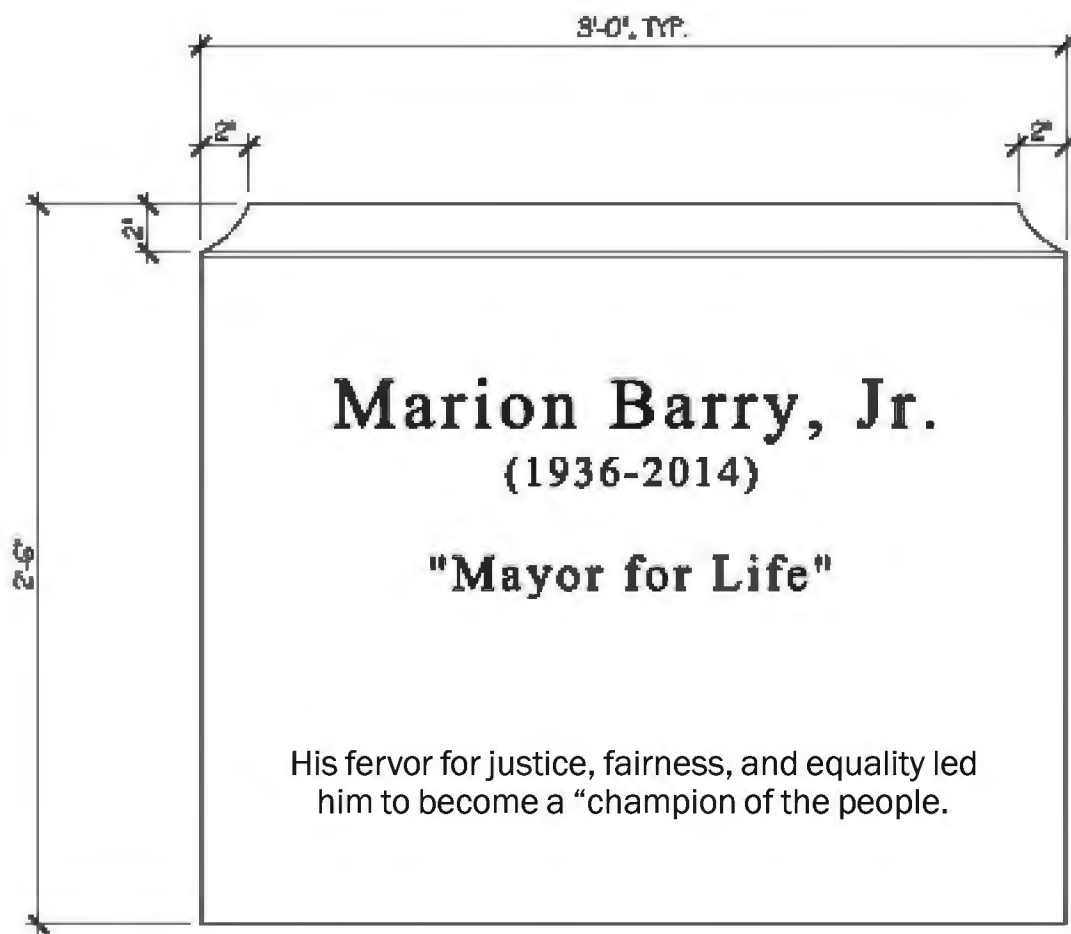 3'-0", TYP.
2" 2"
2"
Marion Barry, Jr.
(1936-2014)
2'-6"
"Mayor for Life"
His fervor for justice, fairness, and equality led
him to become a “champion of the people.